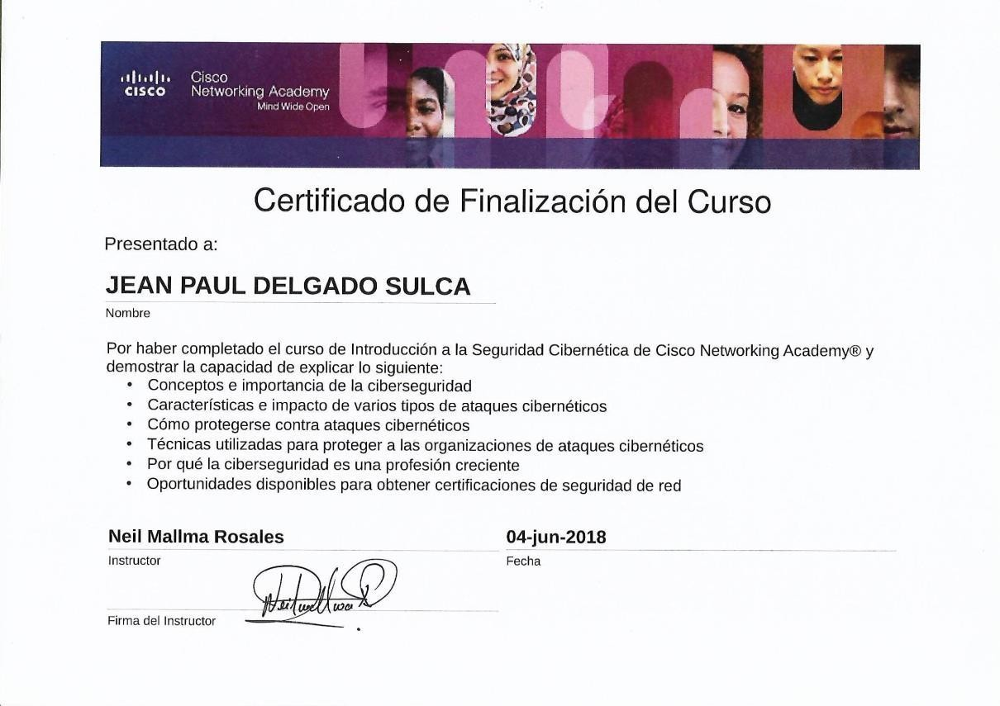 CISCO
Cisco
Networking Academy
Mind Wide Open
Certificado de Finalización del Curso
Presentado a:
JEAN PAUL DELGADO SULCA
Nombre
Por haber completado el curso de Introducción a la Seguridad Cibernética de Cisco Networking Academy® y
demostrar la capacidad de explicar lo siguiente:
• Conceptos e importancia de la ciberseguridad
• Características e impacto de varios tipos de ataques cibernéticos
• Cómo protegerse contra ataques cibernéticos
• Técnicas utilizadas para proteger a las organizaciones de ataques cibernéticos
• Por qué la ciberseguridad es una profesión creciente
• Oportunidades disponibles para obtener certificaciones de seguridad de red
Neil Mallma Rosales
04-jun-2018
Instructor
Fecha
Firma del Instructor